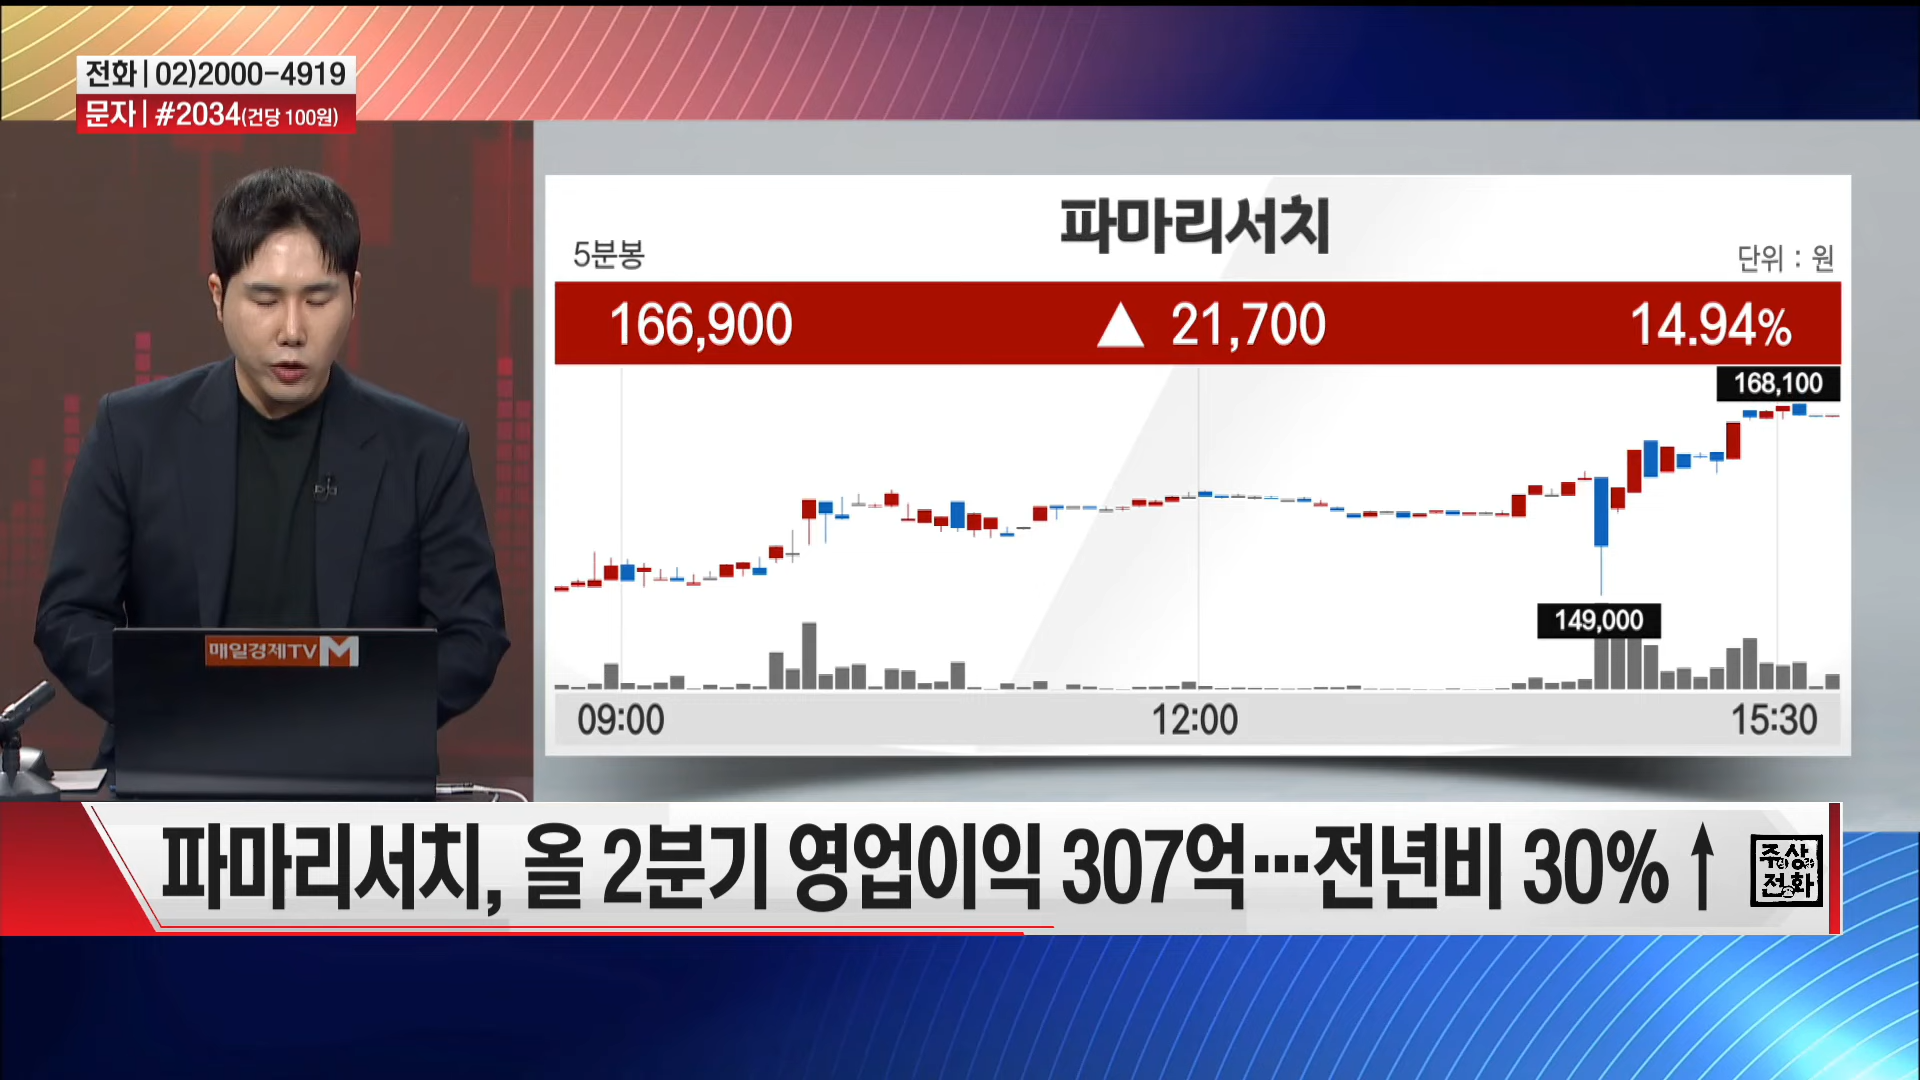 전화 | 02)2000-4919
문자 | #2034(건당 100원)
파마리서치
5분봉
단위 : 원
166,900 ▲ 21,700 14.94%
168,100
149,000
09:00 12:00 15:30
매일경제TV M
파마리서치, 올 2분기 영업이익 307억…전년비 30%↑
주상
전화